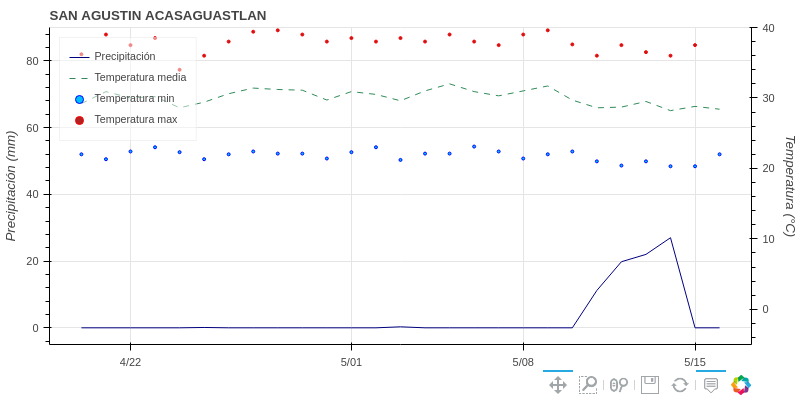 SAN AGUSTIN ACASAGUASTLAN
Precipitación
Temperatura media
Temperatura min
Temperatura max
Precipitación (mm)
80
60
40
20
0
Temperatura (°C)
40
30
20
10
0
4/22
5/01
5/08
5/15